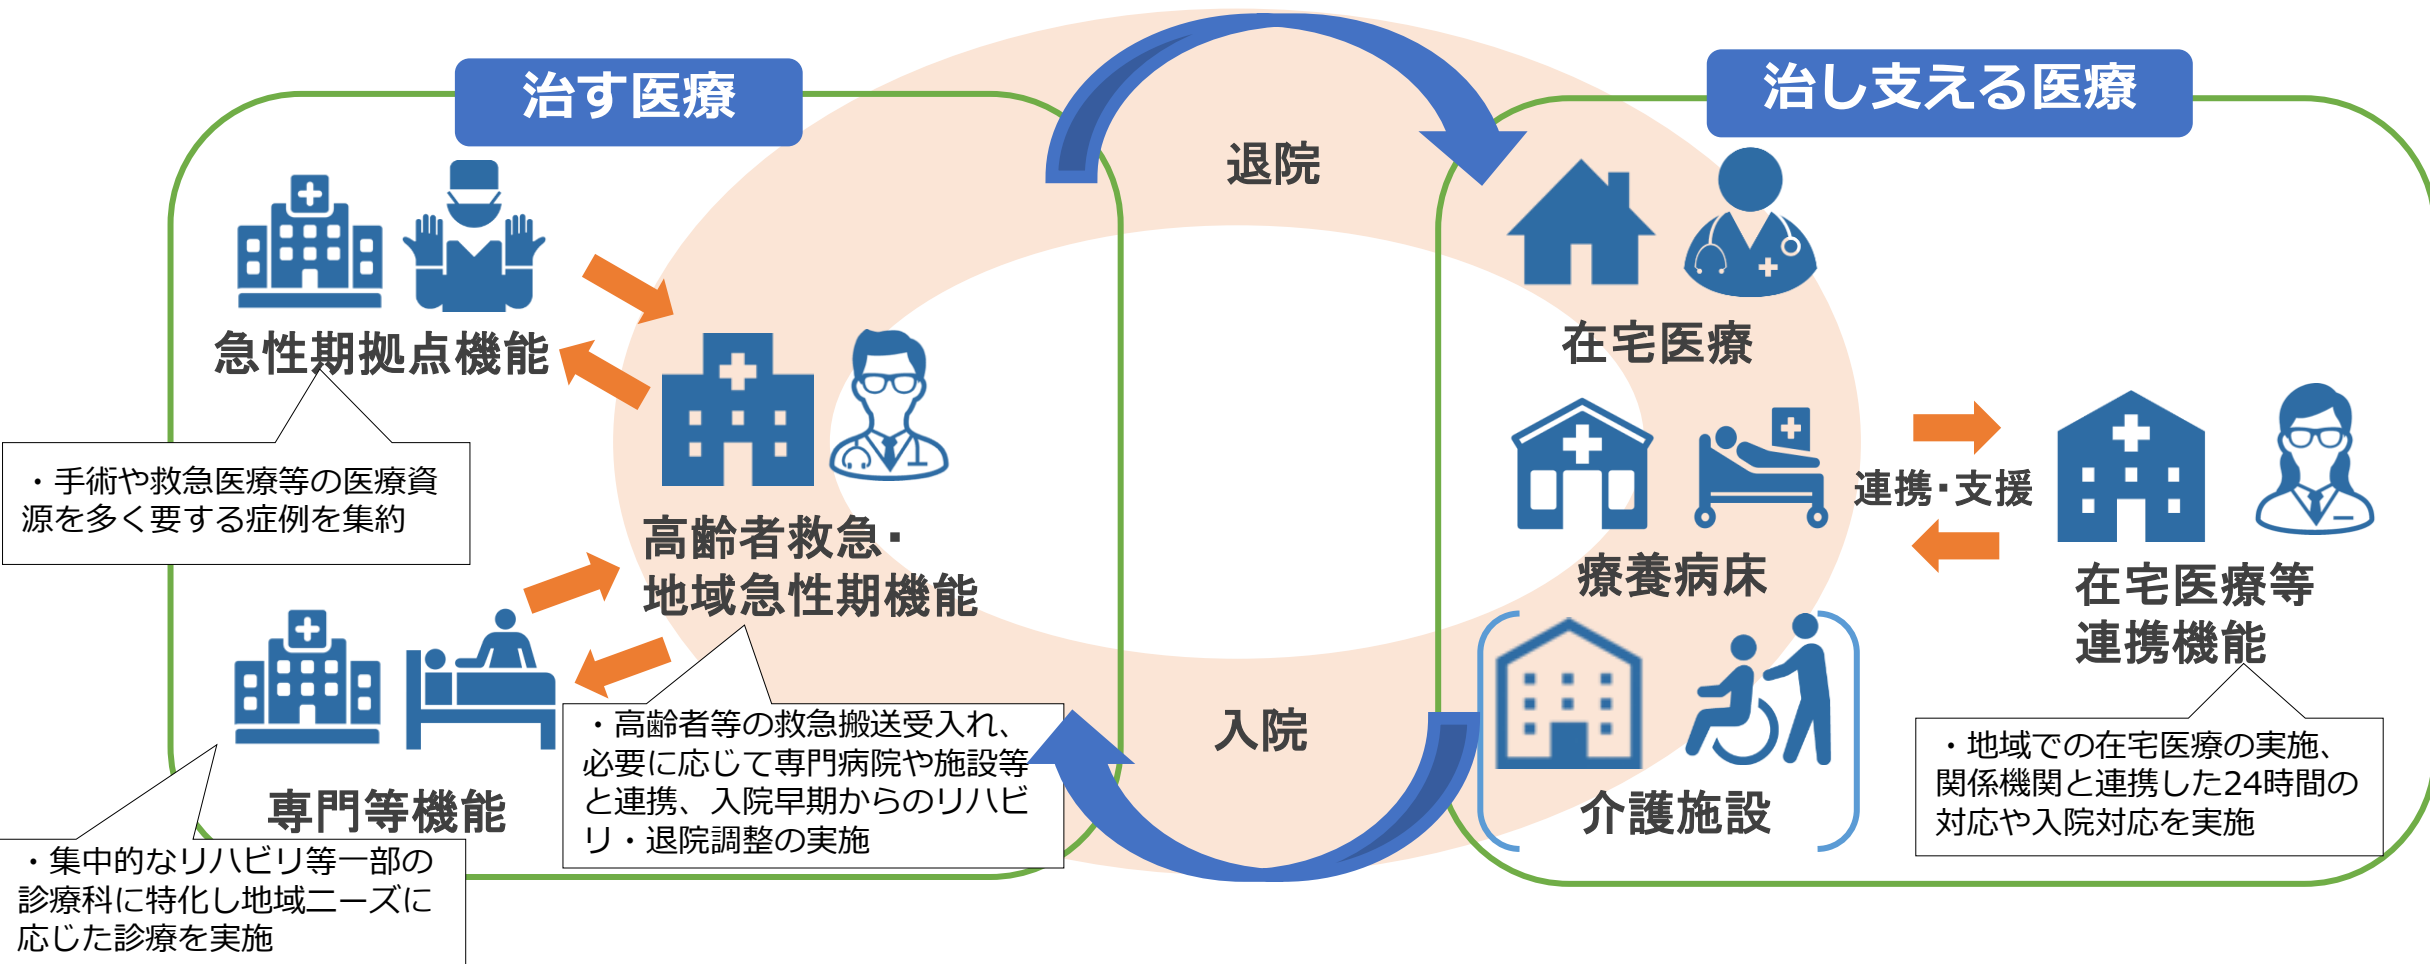 治す医療
急性期拠点機能
・手術や救急医療等の医療資
源を多く要する症例を集約
高齢者救急・
地域急性期機能
・高齢者等の救急搬送受入れ、
必要に応じて専門病院や施設等
と連携、入院早期からのリハビ
リ・退院調整の実施
専門等機能
・集中的なリハビリ等一部の
診療科に特化し地域ニーズに
応じた診療を実施
退院
入院
治し支える医療
在宅医療
療養病床
介護施設
連携・支援
在宅医療等
連携機能
・地域での在宅医療の実施、
関係機関と連携した24時間の
対応や入院対応を実施